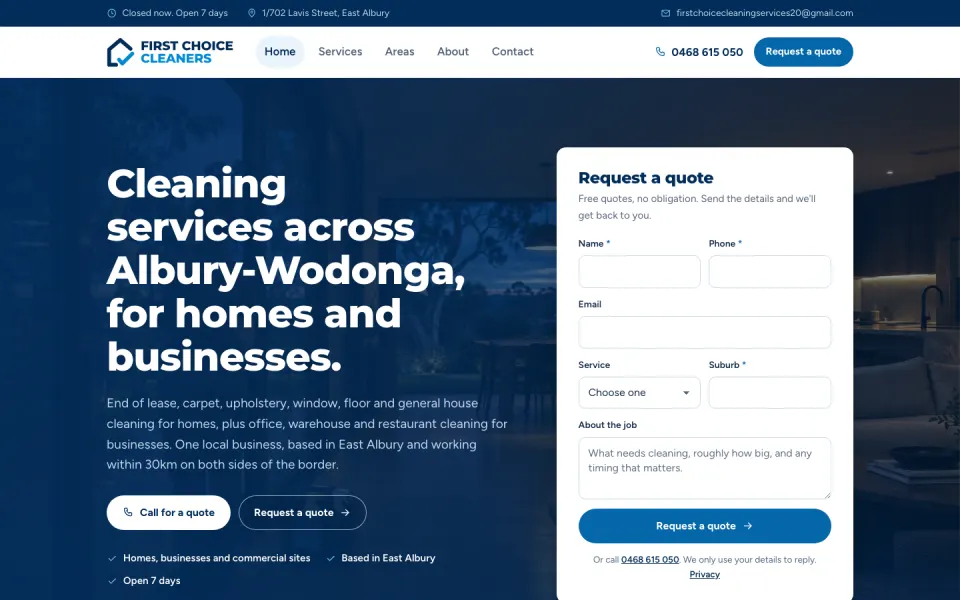 Closed now. Open 7 days
1/702 Lavis Street, East Albury
firstchoicecleaningservices20@gmail.com
FIRST CHOICE
CLEANERS
Home
Services
Areas
About
Contact
0468 615 050
Request a quote
Cleaning
services across
Albury-Wodonga,
for homes and
businesses.
End of lease, carpet, upholstery, window, floor and general house
cleaning for homes, plus office, warehouse and restaurant cleaning for
businesses. One local business, based in East Albury and working
within 30km on both sides of the border.
Call for a quote
Request a quote →
Homes, businesses and commercial sites
Based in East Albury
Open 7 days
Request a quote
Free quotes, no obligation. Send the details and we'll
get back to you.
Name *
Phone *
Email
Service
Suburb *
Choose one
About the job
What needs cleaning, roughly how big, and any
timing that matters.
Request a quote →
Or call 0468 615 050. We only use your details to reply.
Privacy